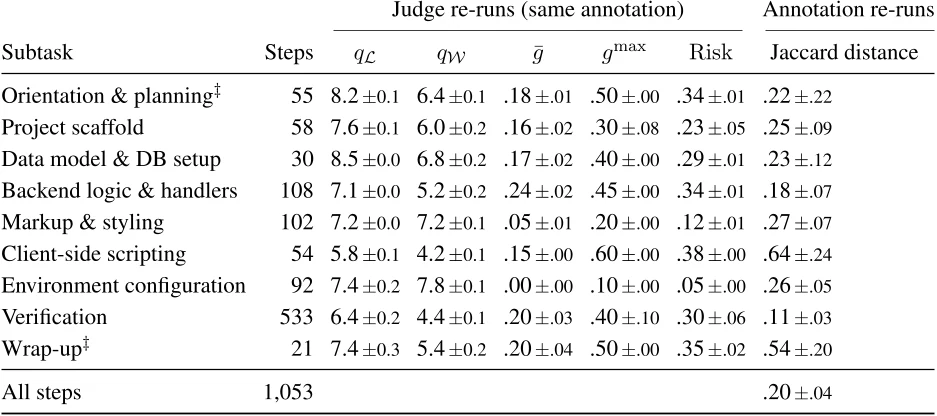 Judge re-runs (same annotation) Annotation re-runs
Subtask Steps qℒ q𝒲 ḡ gᵐᵃˣ Risk Jaccard distance
Orientation & planning‡ 55 8.2 ±0.1 6.4 ±0.1 .18 ±.01 .50 ±.00 .34 ±.01 .22 ±.22
Project scaffold 58 7.6 ±0.1 6.0 ±0.2 .16 ±.02 .30 ±.08 .23 ±.05 .25 ±.09
Data model & DB setup 30 8.5 ±0.0 6.8 ±0.2 .17 ±.02 .40 ±.00 .29 ±.01 .23 ±.12
Backend logic & handlers 108 7.1 ±0.0 5.2 ±0.2 .24 ±.02 .45 ±.00 .34 ±.01 .18 ±.07
Markup & styling 102 7.2 ±0.0 7.2 ±0.1 .05 ±.01 .20 ±.00 .12 ±.01 .27 ±.07
Client-side scripting 54 5.8 ±0.1 4.2 ±0.1 .15 ±.00 .60 ±.00 .38 ±.00 .64 ±.24
Environment configuration 92 7.4 ±0.2 7.8 ±0.1 .00 ±.00 .10 ±.00 .05 ±.00 .26 ±.05
Verification 533 6.4 ±0.2 4.4 ±0.1 .20 ±.03 .40 ±.10 .30 ±.06 .11 ±.03
Wrap-up‡ 21 7.4 ±0.3 5.4 ±0.2 .20 ±.04 .50 ±.00 .35 ±.02 .54 ±.20
All steps 1,053 .20 ±.04